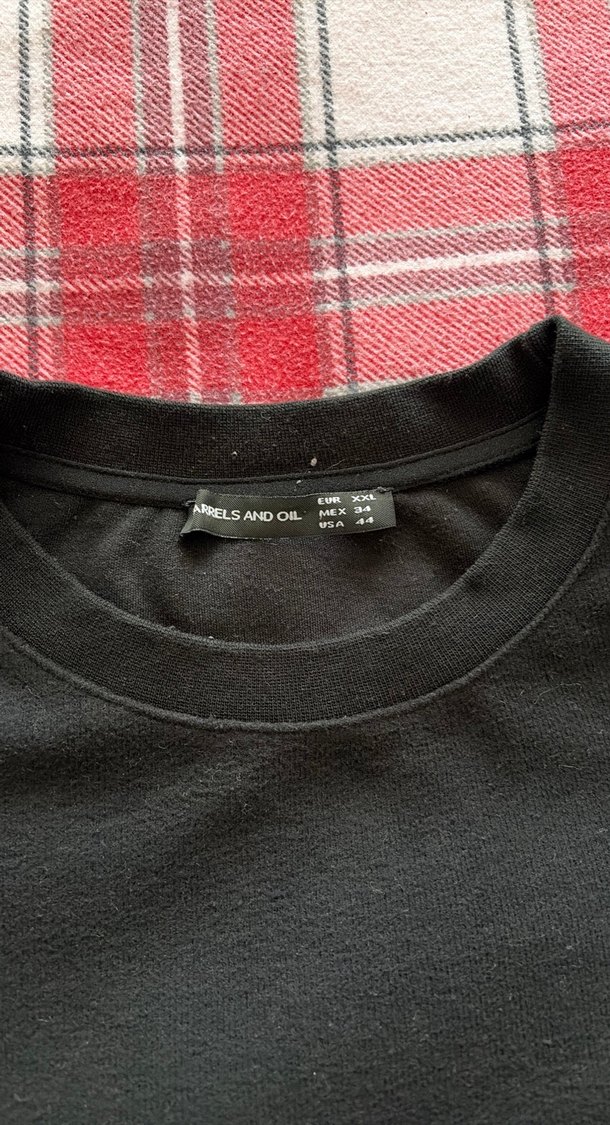 ARRELS AND OIL
EUR XXL
MEX 34
USA 44